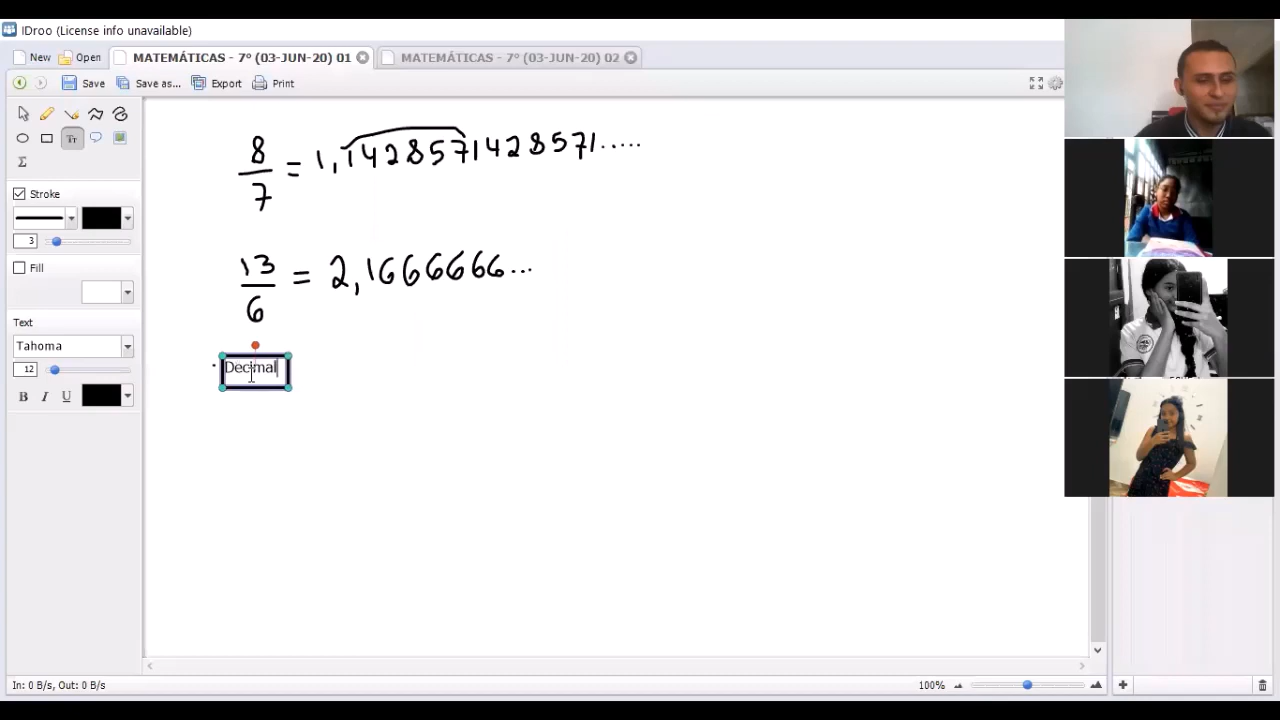 IDroo (License info unavailable)
New Open MATEMÁTICAS - 7° (03-JUN-20) 01 MATEMÁTICAS - 7° (03-JUN-20) 02
Save Save as... Export Print
Tт
Σ
Stroke
3
Fill
Text
Tahoma
12
B I U
8/7 = 1,1428571428571.....
13/6 = 2,1666666...
Decimal
In: 0 B/s, Out: 0 B/s 100%